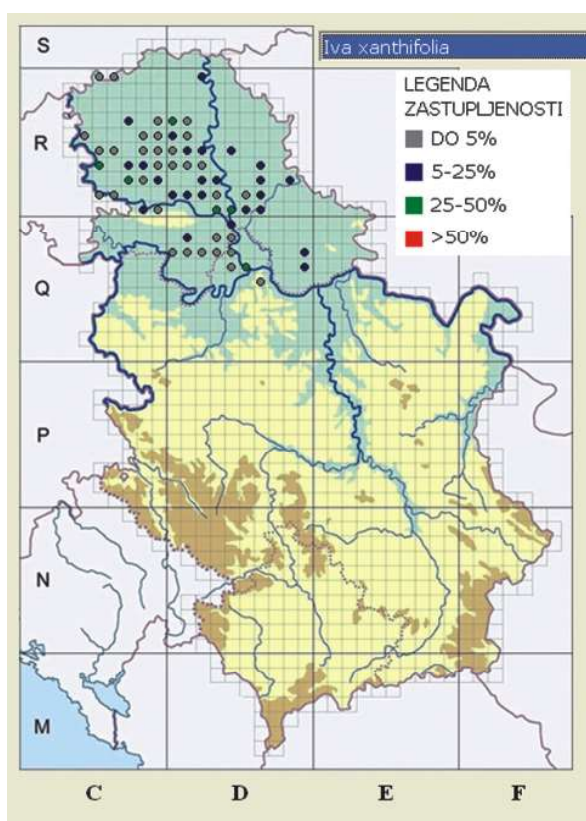 S
Iva xanthifolia
LEGENDA
ZASTUPLJENOSTI
DO 5%
5-25%
25-50%
>50%
R
Q
P
N
M
C D E F